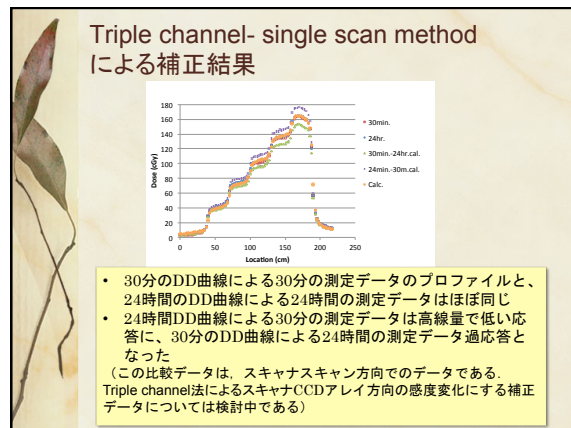 Triple channel- single scan method
による補正結果
180
160
140
120
100
80
60
40
20
0
Dose (cGy)
0 50 100 150 200 250
Location (cm)
30min.
24hr.
30min.-24hr.cal.
24min.-30m.cal.
Calc.
• 30分のDD曲線による30分の測定データのプロファイルと、
24時間のDD曲線による24時間の測定データはほぼ同じ
• 24時間DD曲線による30分の測定データは高線量で低い応
答に、30分のDD曲線による24時間の測定データ過応答と
なった
（この比較データは，スキャナスキャン方向でのデータである．
Triple channel法によるスキャナCCDアレイ方向の感度変化にする補正
データについては検討中である）